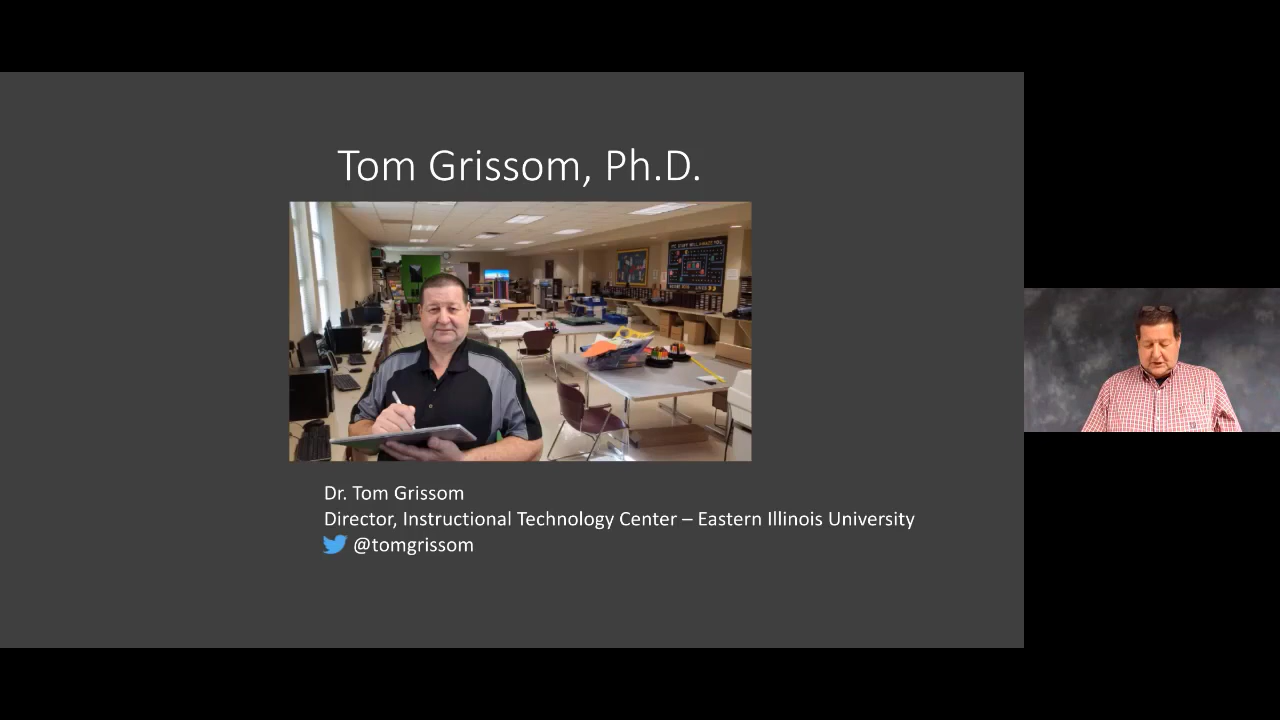 Tom Grissom, Ph.D.
Dr. Tom Grissom
Director, Instructional Technology Center – Eastern Illinois University
@tomgrissom